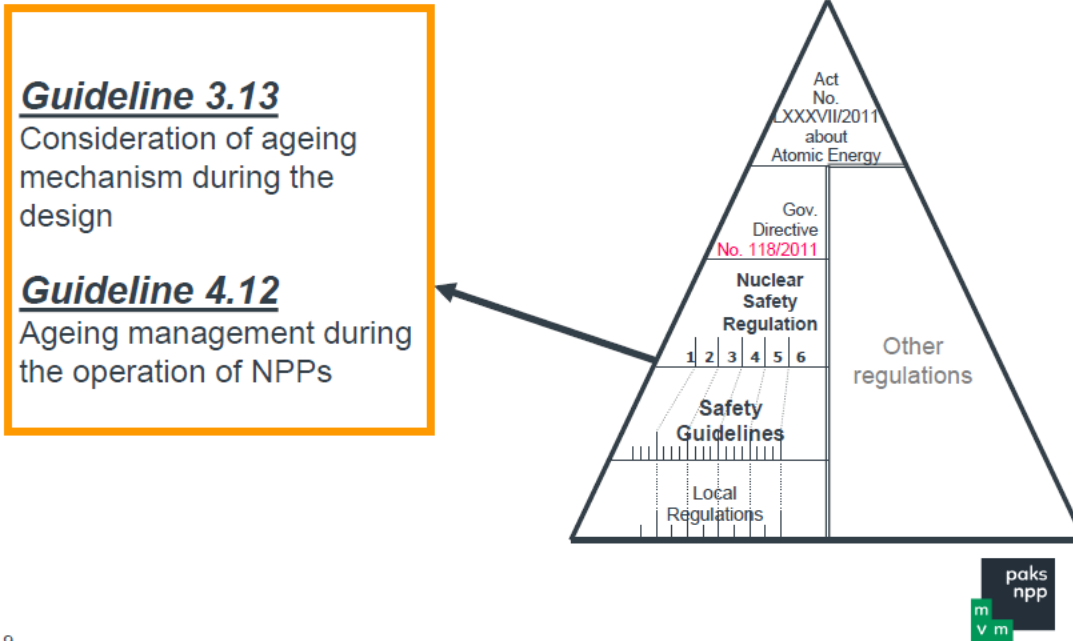 Guideline 3.13
Consideration of ageing
mechanism during the
design
Guideline 4.12
Ageing management during
the operation of NPPs
Act
No.
LXXXVII/2011
about
Atomic Energy
Gov.
Directive
No. 118/2011
Nuclear
Safety
Regulation
1 2 3 4 5 6
Safety
Guidelines
Local
Regulations
Other
regulations
paks
npp
m
v m